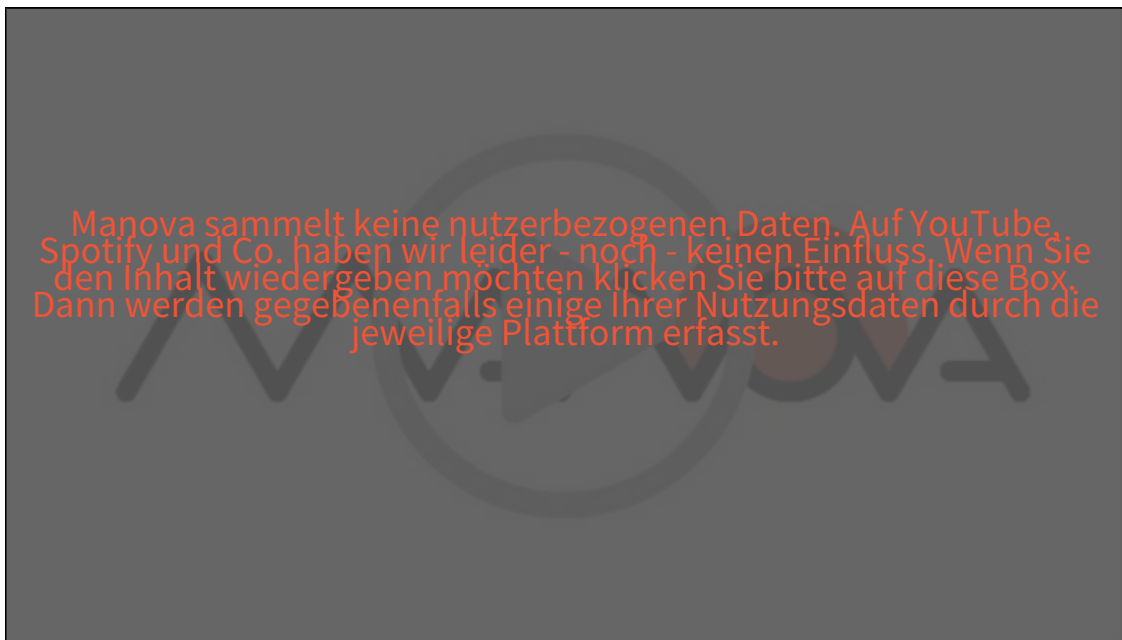 Manova sammelt keine nutzerbezogenen Daten. Auf YouTube,
Spotify und Co. haben wir leider - noch - keinen Einfluss. Wenn Sie
den Inhalt wiedergeben möchten klicken Sie bitte auf diese Box.
Dann werden gegebenenfalls einige Ihrer Nutzungsdaten durch die
jeweilige Plattform erfasst.
MANOVA